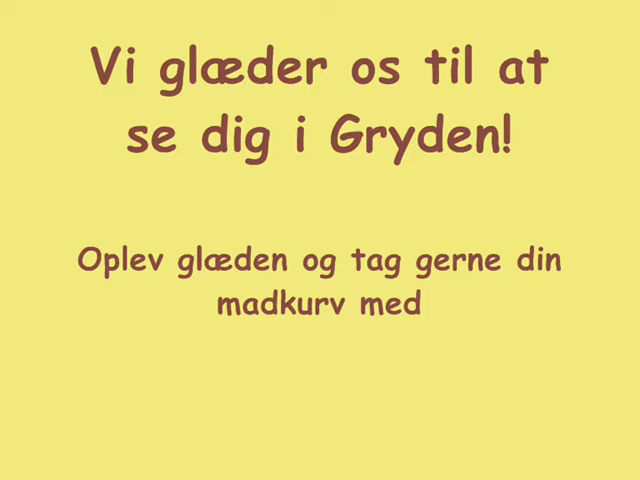 Vi glæder os til at
se dig i Gryden!
Oplev glæden og tag gerne din
madkurv med